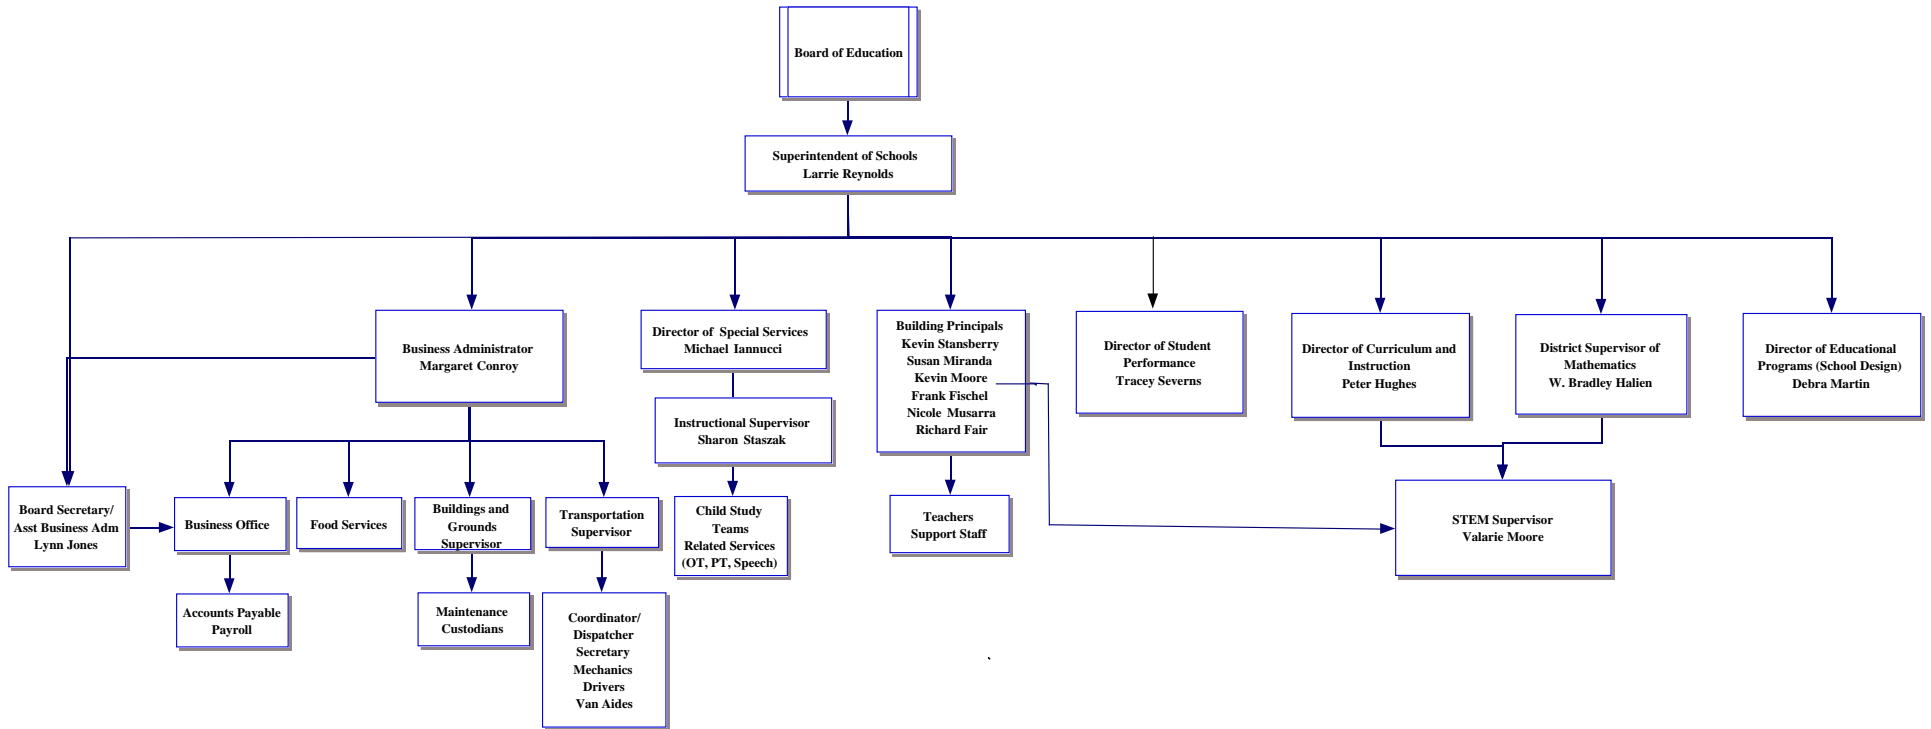 Board of Education
Superintendent of Schools
Larrie Reynolds
Business Administrator
Margaret Conroy
Director of Special Services
Michael Iannucci
Building Principals
Kevin Stansberry
Susan Miranda
Kevin Moore
Frank Fischel
Nicole Musarra
Richard Fair
Director of Student
Performance
Tracey Severns
Director of Curriculum and
Instruction
Peter Hughes
District Supervisor of
Mathematics
W. Bradley Halien
Director of Educational
Programs (School Design)
Debra Martin
Instructional Supervisor
Sharon Staszak
Board Secretary/
Asst Business Adm
Lynn Jones
Business Office
Food Services
Buildings and
Grounds
Supervisor
Transportation
Supervisor
Child Study
Teams
Related Services
(OT, PT, Speech)
Teachers
Support Staff
STEM Supervisor
Valarie Moore
Accounts Payable
Payroll
Maintenance
Custodians
Coordinator/
Dispatcher
Secretary
Mechanics
Drivers
Van Aides